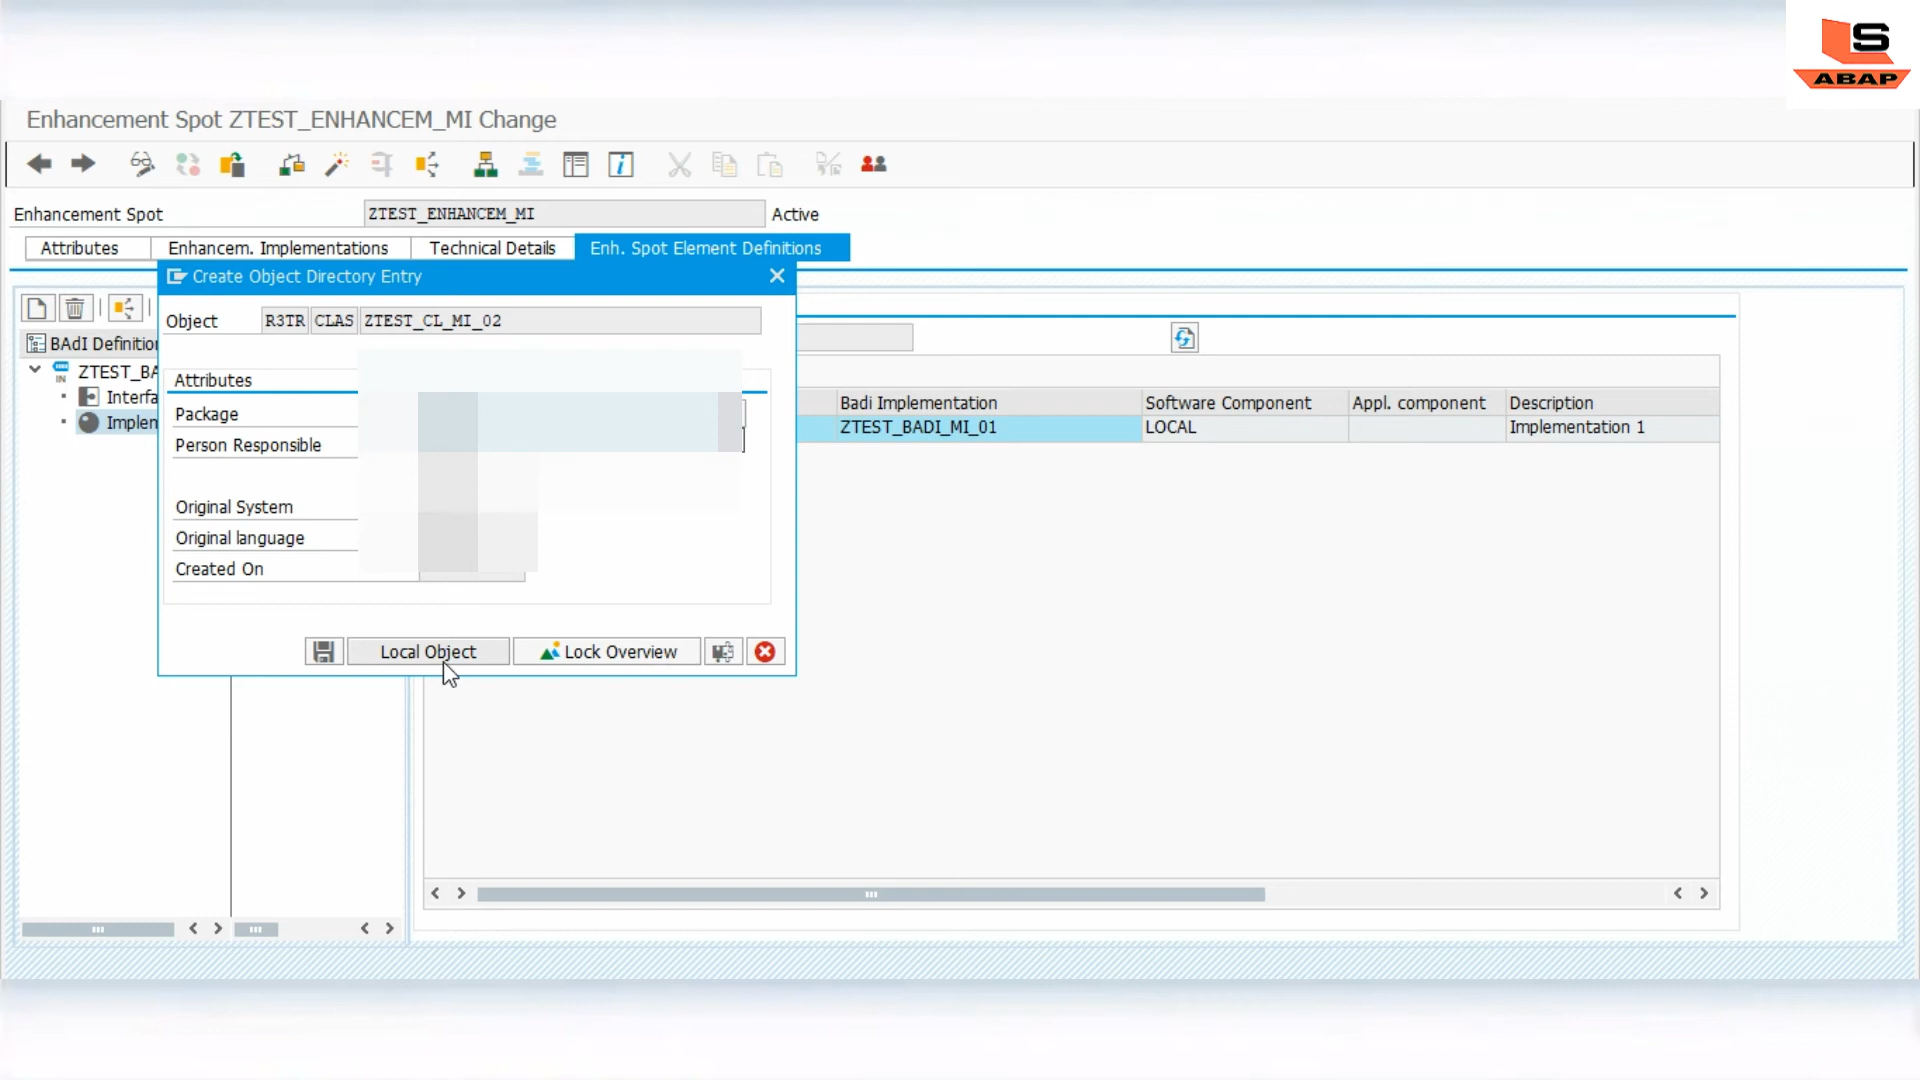 S
ABAP
Enhancement Spot ZTEST_ENHANCEM_MI Change
Enhancement Spot ZTEST_ENHANCEM_MI Active
Attributes Enhancem. Implementations Technical Details Enh. Spot Element Definitions
Create Object Directory Entry
Object R3TR CLAS ZTEST_CL_MI_02
BAdI Definitio
ZTEST_BA
IN
Interfa
Implem
Attributes
Package
Person Responsible
Original System
Original language
Created On
Local Object Lock Overview
Badi Implementation Software Component Appl. component Description
ZTEST_BADI_MI_01 LOCAL Implementation 1